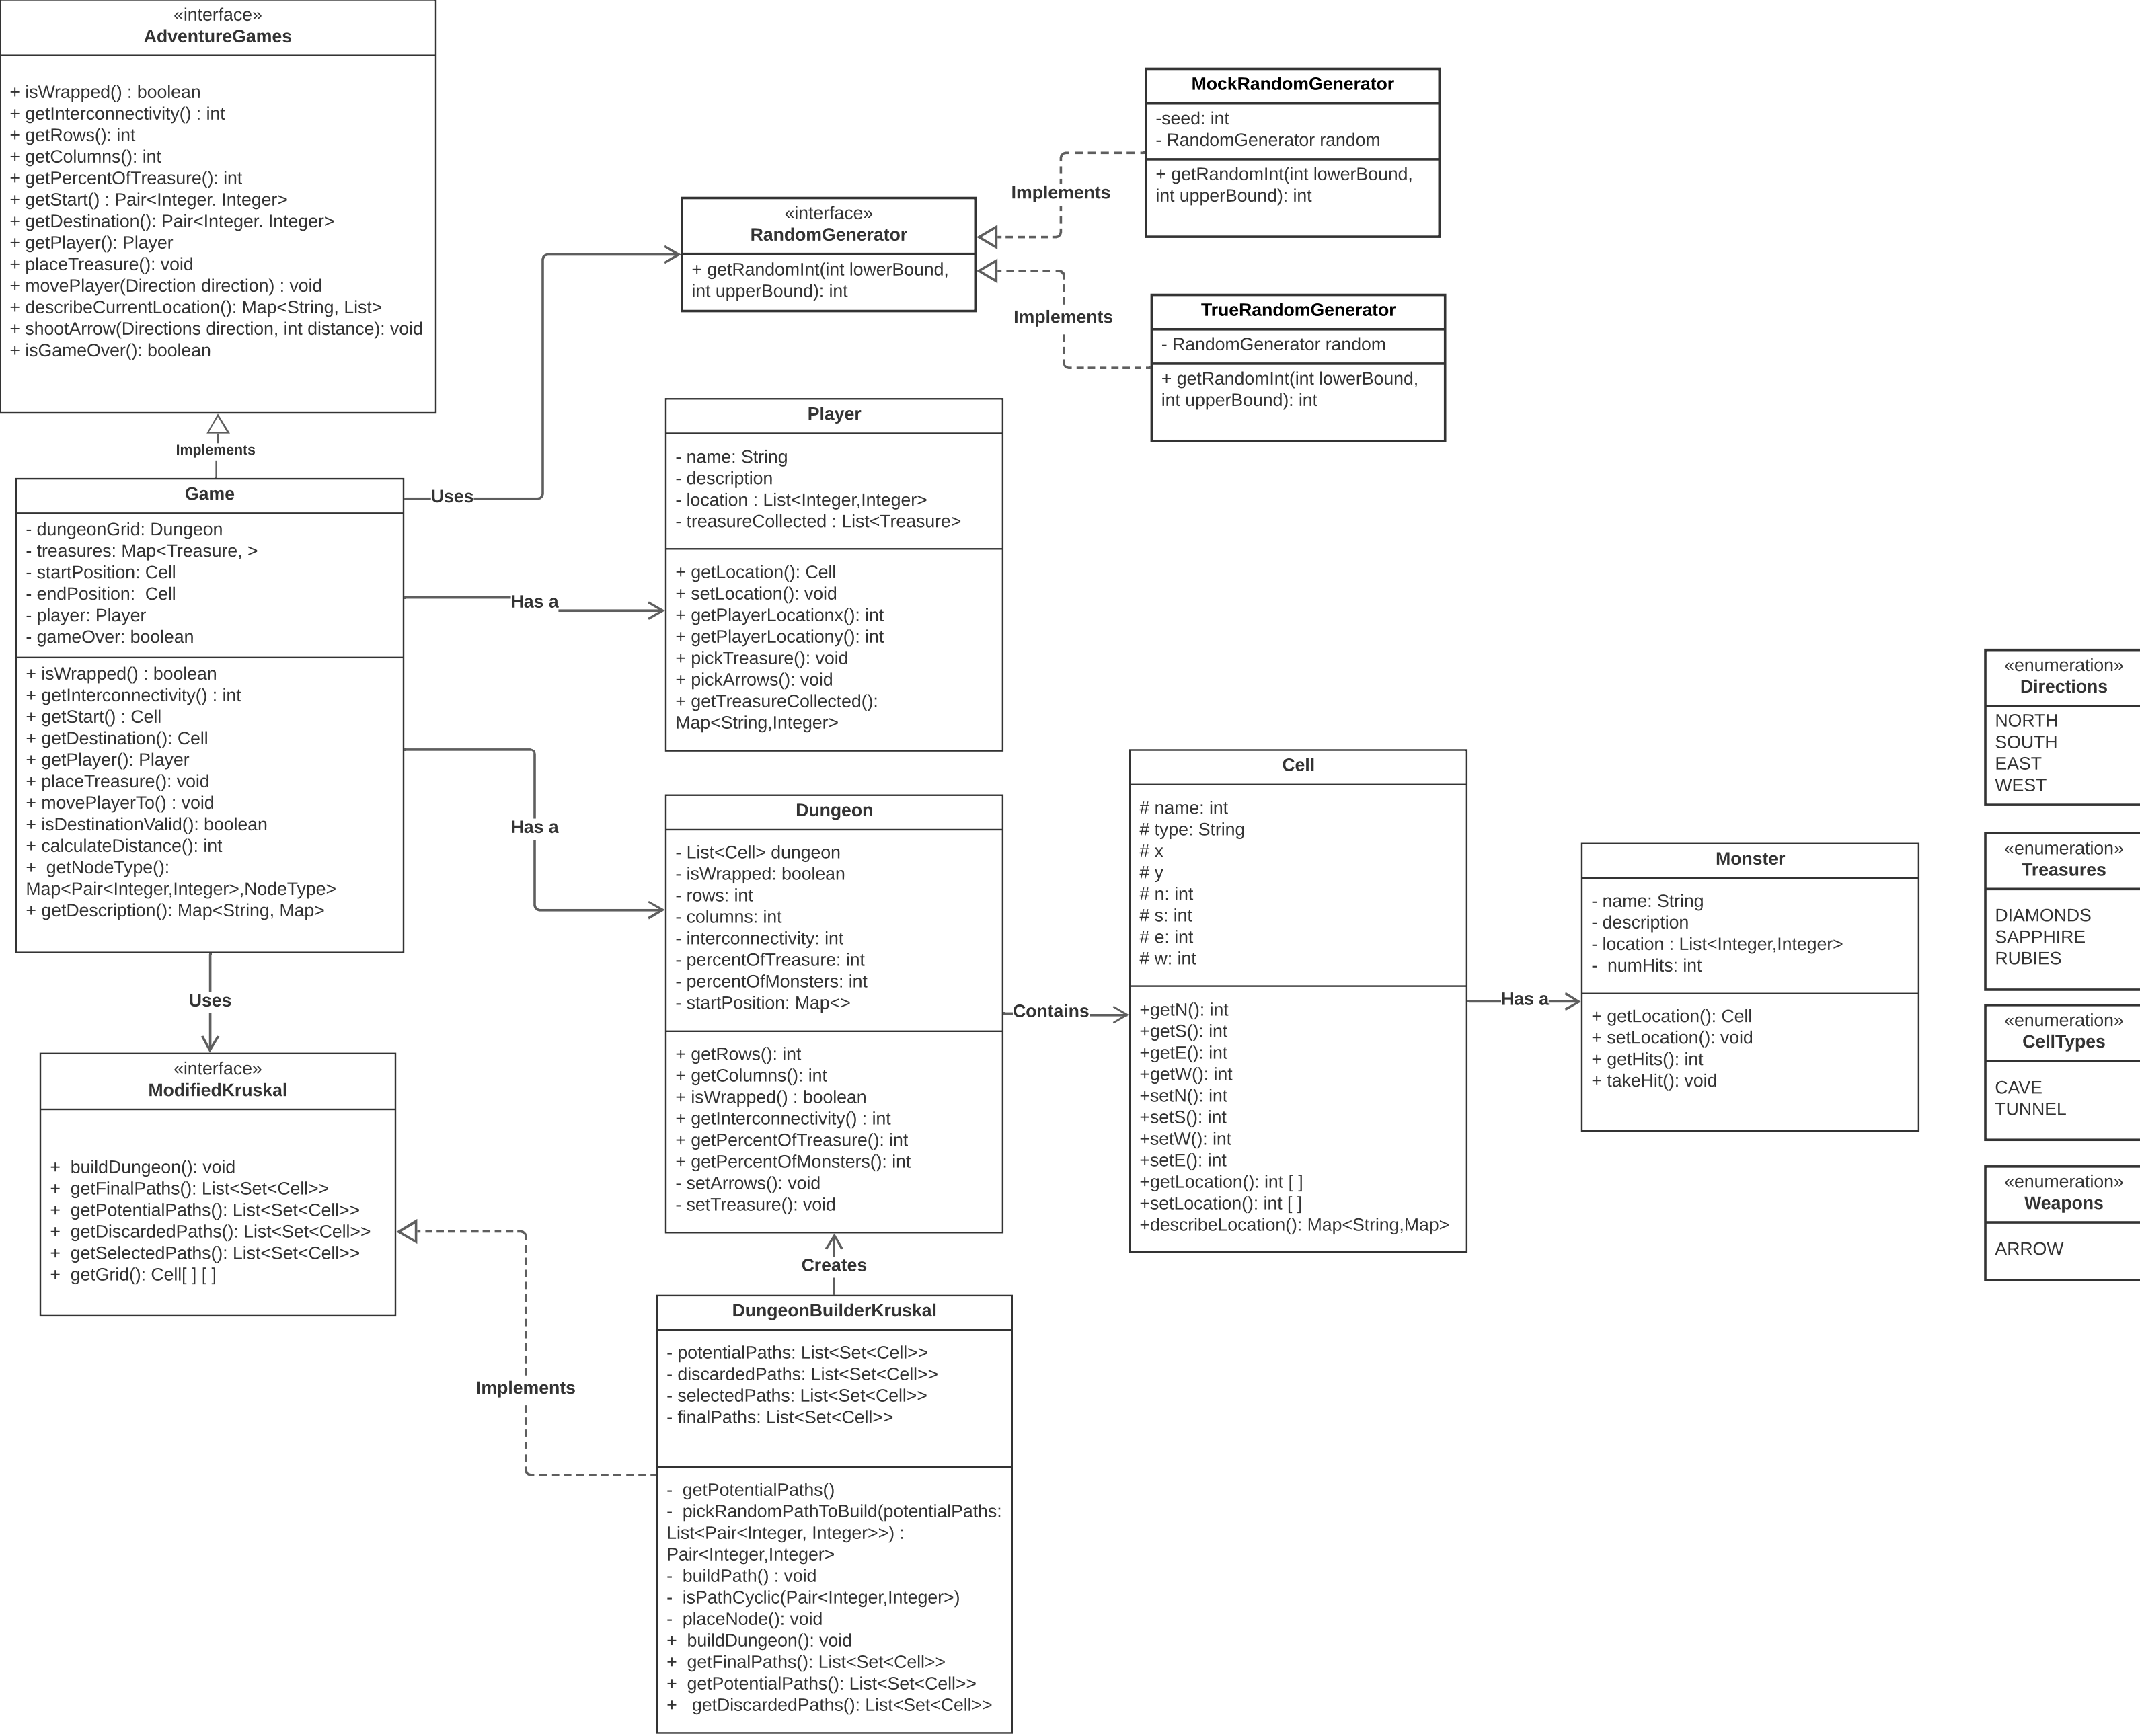 «interface»
AdventureGames
+ isWrapped() : boolean
+ getInterconnectivity() : int
+ getRows(): int
+ getColumns(): int
+ getPercentOfTreasure(): int
+ getStart() : Pair<Integer. Integer>
+ getDestination(): Pair<Integer. Integer>
+ getPlayer(): Player
+ placeTreasure(): void
+ movePlayer(Direction direction) : void
+ describeCurrentLocation(): Map<String, List>
+ shootArrow(Directions direction, int distance): void
+ isGameOver(): boolean
Implements
Game
- dungeonGrid: Dungeon
- treasures: Map<Treasure, >
- startPosition: Cell
- endPosition:  Cell
- player: Player
- gameOver: boolean
+ isWrapped() : boolean
+ getInterconnectivity() : int
+ getStart() : Cell
+ getDestination(): Cell
+ getPlayer(): Player
+ placeTreasure(): void
+ movePlayerTo() : void
+ isDestinationValid(): boolean
+ calculateDistance(): int
+  getNodeType():
Map<Pair<Integer,Integer>,NodeType>
+ getDescription(): Map<String, Map>
Uses
Has a
Has a
Uses
«interface»
ModifiedKruskal
+  buildDungeon(): void
+  getFinalPaths(): List<Set<Cell>>
+  getPotentialPaths(): List<Set<Cell>>
+  getDiscardedPaths(): List<Set<Cell>>
+  getSelectedPaths(): List<Set<Cell>>
+  getGrid(): Cell[ ] [ ]
Implements
«interface»
RandomGenerator
+ getRandomInt(int lowerBound,
int upperBound): int
Implements
Implements
MockRandomGenerator
-seed: int
- RandomGenerator random
+ getRandomInt(int lowerBound,
int upperBound): int
TrueRandomGenerator
- RandomGenerator random
+ getRandomInt(int lowerBound,
int upperBound): int
Player
- name: String
- description
- location : List<Integer,Integer>
- treasureCollected : List<Treasure>
+ getLocation(): Cell
+ setLocation(): void
+ getPlayerLocationx(): int
+ getPlayerLocationy(): int
+ pickTreasure(): void
+ pickArrows(): void
+ getTreasureCollected():
Map<String,Integer>
Dungeon
- List<Cell> dungeon
- isWrapped: boolean
- rows: int
- columns: int
- interconnectivity: int
- percentOfTreasure: int
- percentOfMonsters: int
- startPosition: Map<>
+ getRows(): int
+ getColumns(): int
+ isWrapped() : boolean
+ getInterconnectivity() : int
+ getPercentOfTreasure(): int
+ getPercentOfMonsters(): int
- setArrows(): void
- setTreasure(): void
Creates
DungeonBuilderKruskal
- potentialPaths: List<Set<Cell>>
- discardedPaths: List<Set<Cell>>
- selectedPaths: List<Set<Cell>>
- finalPaths: List<Set<Cell>>
-  getPotentialPaths()
-  pickRandomPathToBuild(potentialPaths:
List<Pair<Integer, Integer>>) :
Pair<Integer,Integer>
-  buildPath() : void
-  isPathCyclic(Pair<Integer,Integer>)
-  placeNode(): void
+  buildDungeon(): void
+  getFinalPaths(): List<Set<Cell>>
+  getPotentialPaths(): List<Set<Cell>>
+   getDiscardedPaths(): List<Set<Cell>>
Contains
Cell
# name: int
# type: String
# x
# y
# n: int
# s: int
# e: int
# w: int
+getN(): int
+getS(): int
+getE(): int
+getW(): int
+setN(): int
+setS(): int
+setW(): int
+setE(): int
+getLocation(): int [ ]
+setLocation(): int [ ]
+describeLocation(): Map<String,Map>
Has a
Monster
- name: String
- description
- location : List<Integer,Integer>
-  numHits: int
+ getLocation(): Cell
+ setLocation(): void
+ getHits(): int
+ takeHit(): void
«enumeration»
Directions
NORTH
SOUTH
EAST
WEST
«enumeration»
Treasures
DIAMONDS
SAPPHIRE
RUBIES
«enumeration»
CellTypes
CAVE
TUNNEL
«enumeration»
Weapons
ARROW